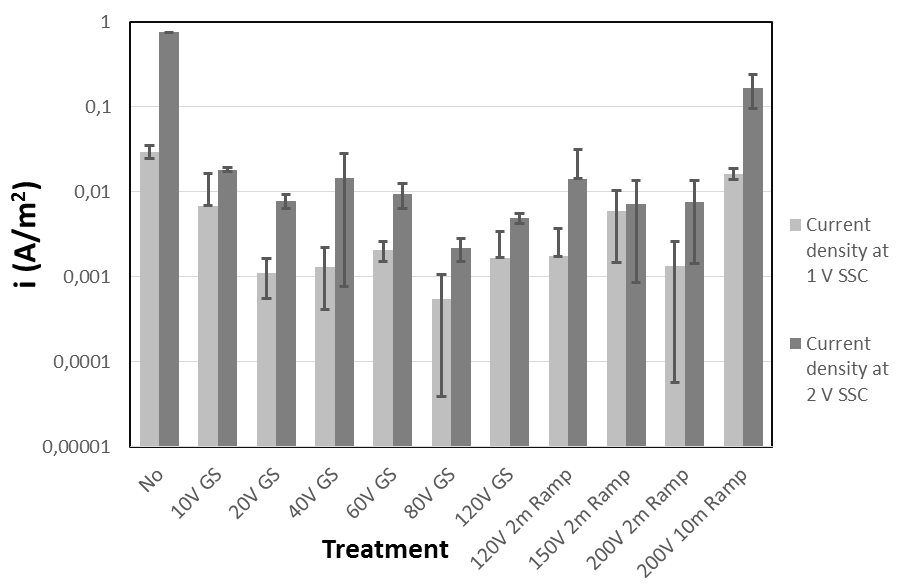 1
0,1
0,01
0,001
0,0001
0,00001
i (A/m²)
No
10V GS
20V GS
40V GS
60V GS
80V GS
120V GS
120V 2m Ramp
150V 2m Ramp
200V 2m Ramp
200V 10m Ramp
Treatment
Current
density at
1 V SSC
Current
density at
2 V SSC